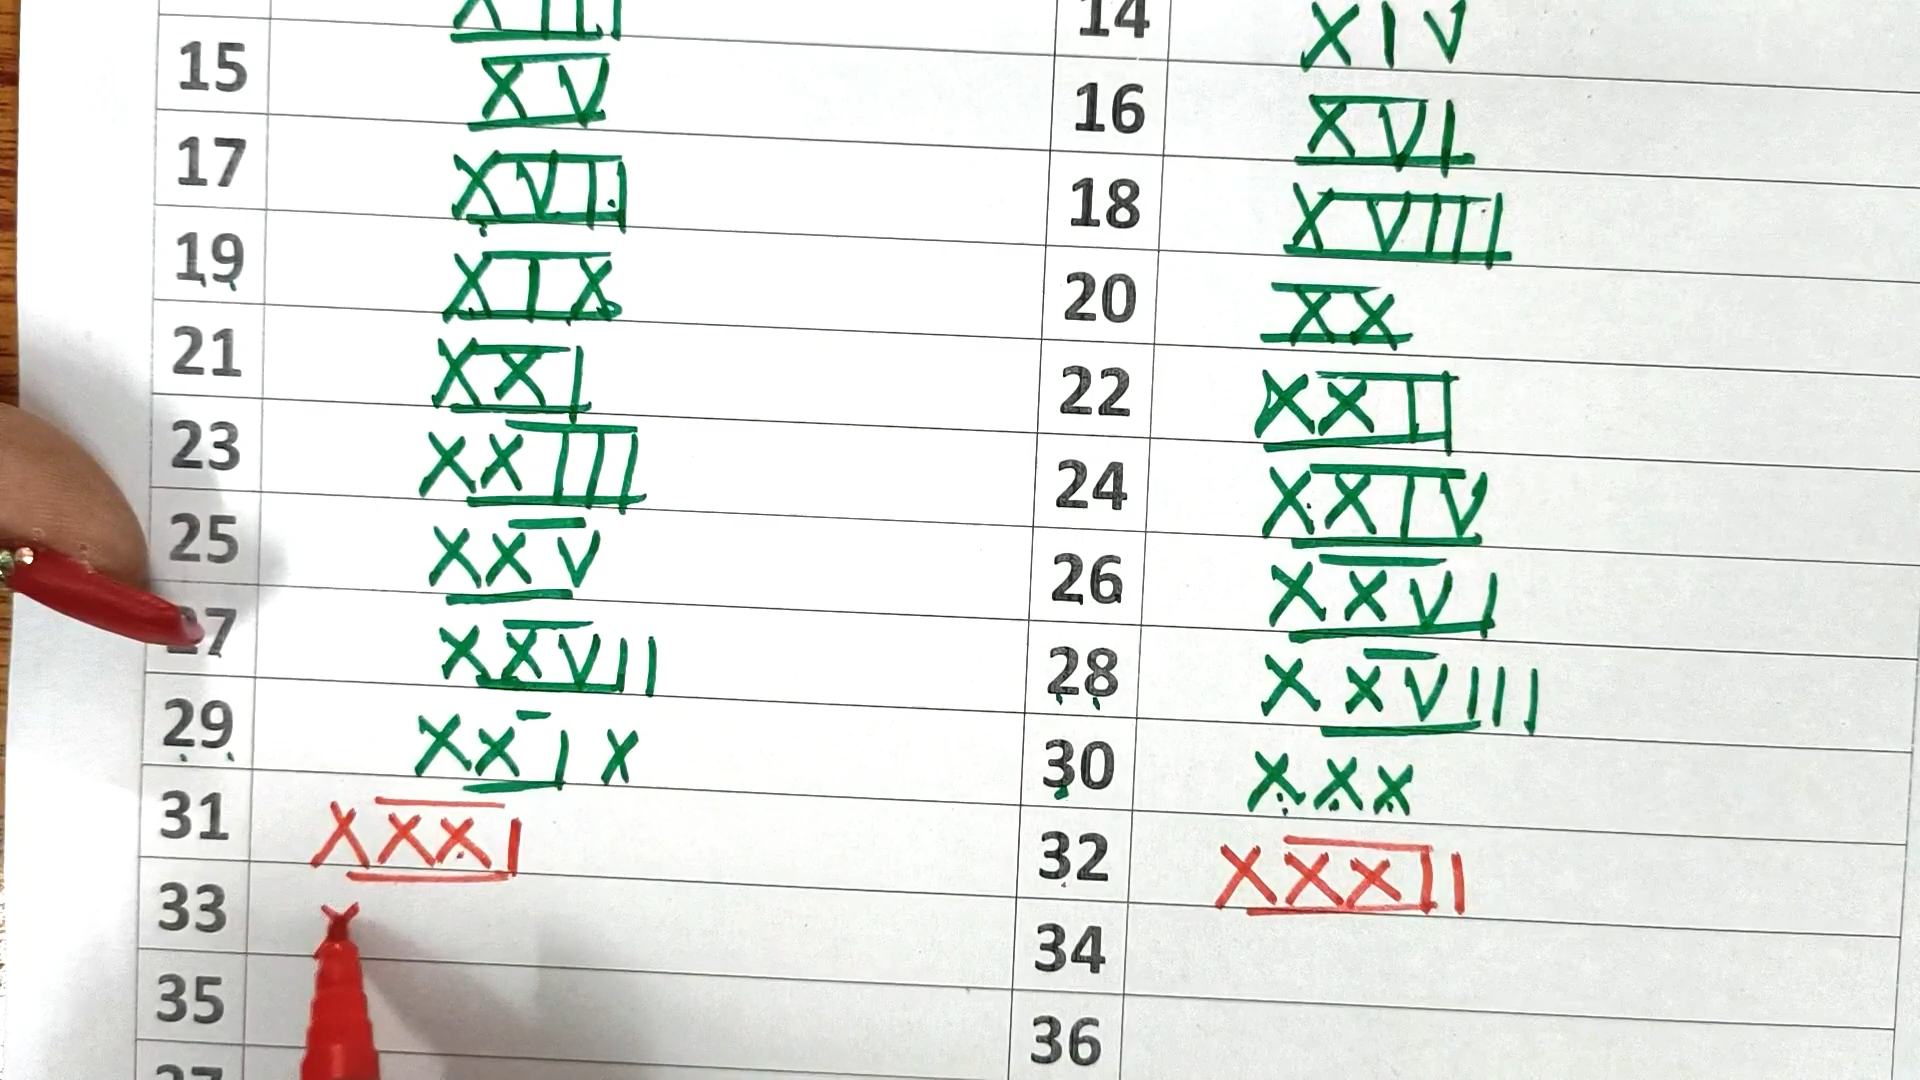 XIII 14 XIV
15 XV 16 XVI
17 XVII 18 XVIII
19 XIX 20 XX
21 XXI 22 XXII
23 XXIII 24 XXIV
25 XXV 26 XXVI
27 XXVII 28 XXVIII
29 XXIX 30 XXX
31 XXXI 32 XXXII
33 X 34
35 36
37